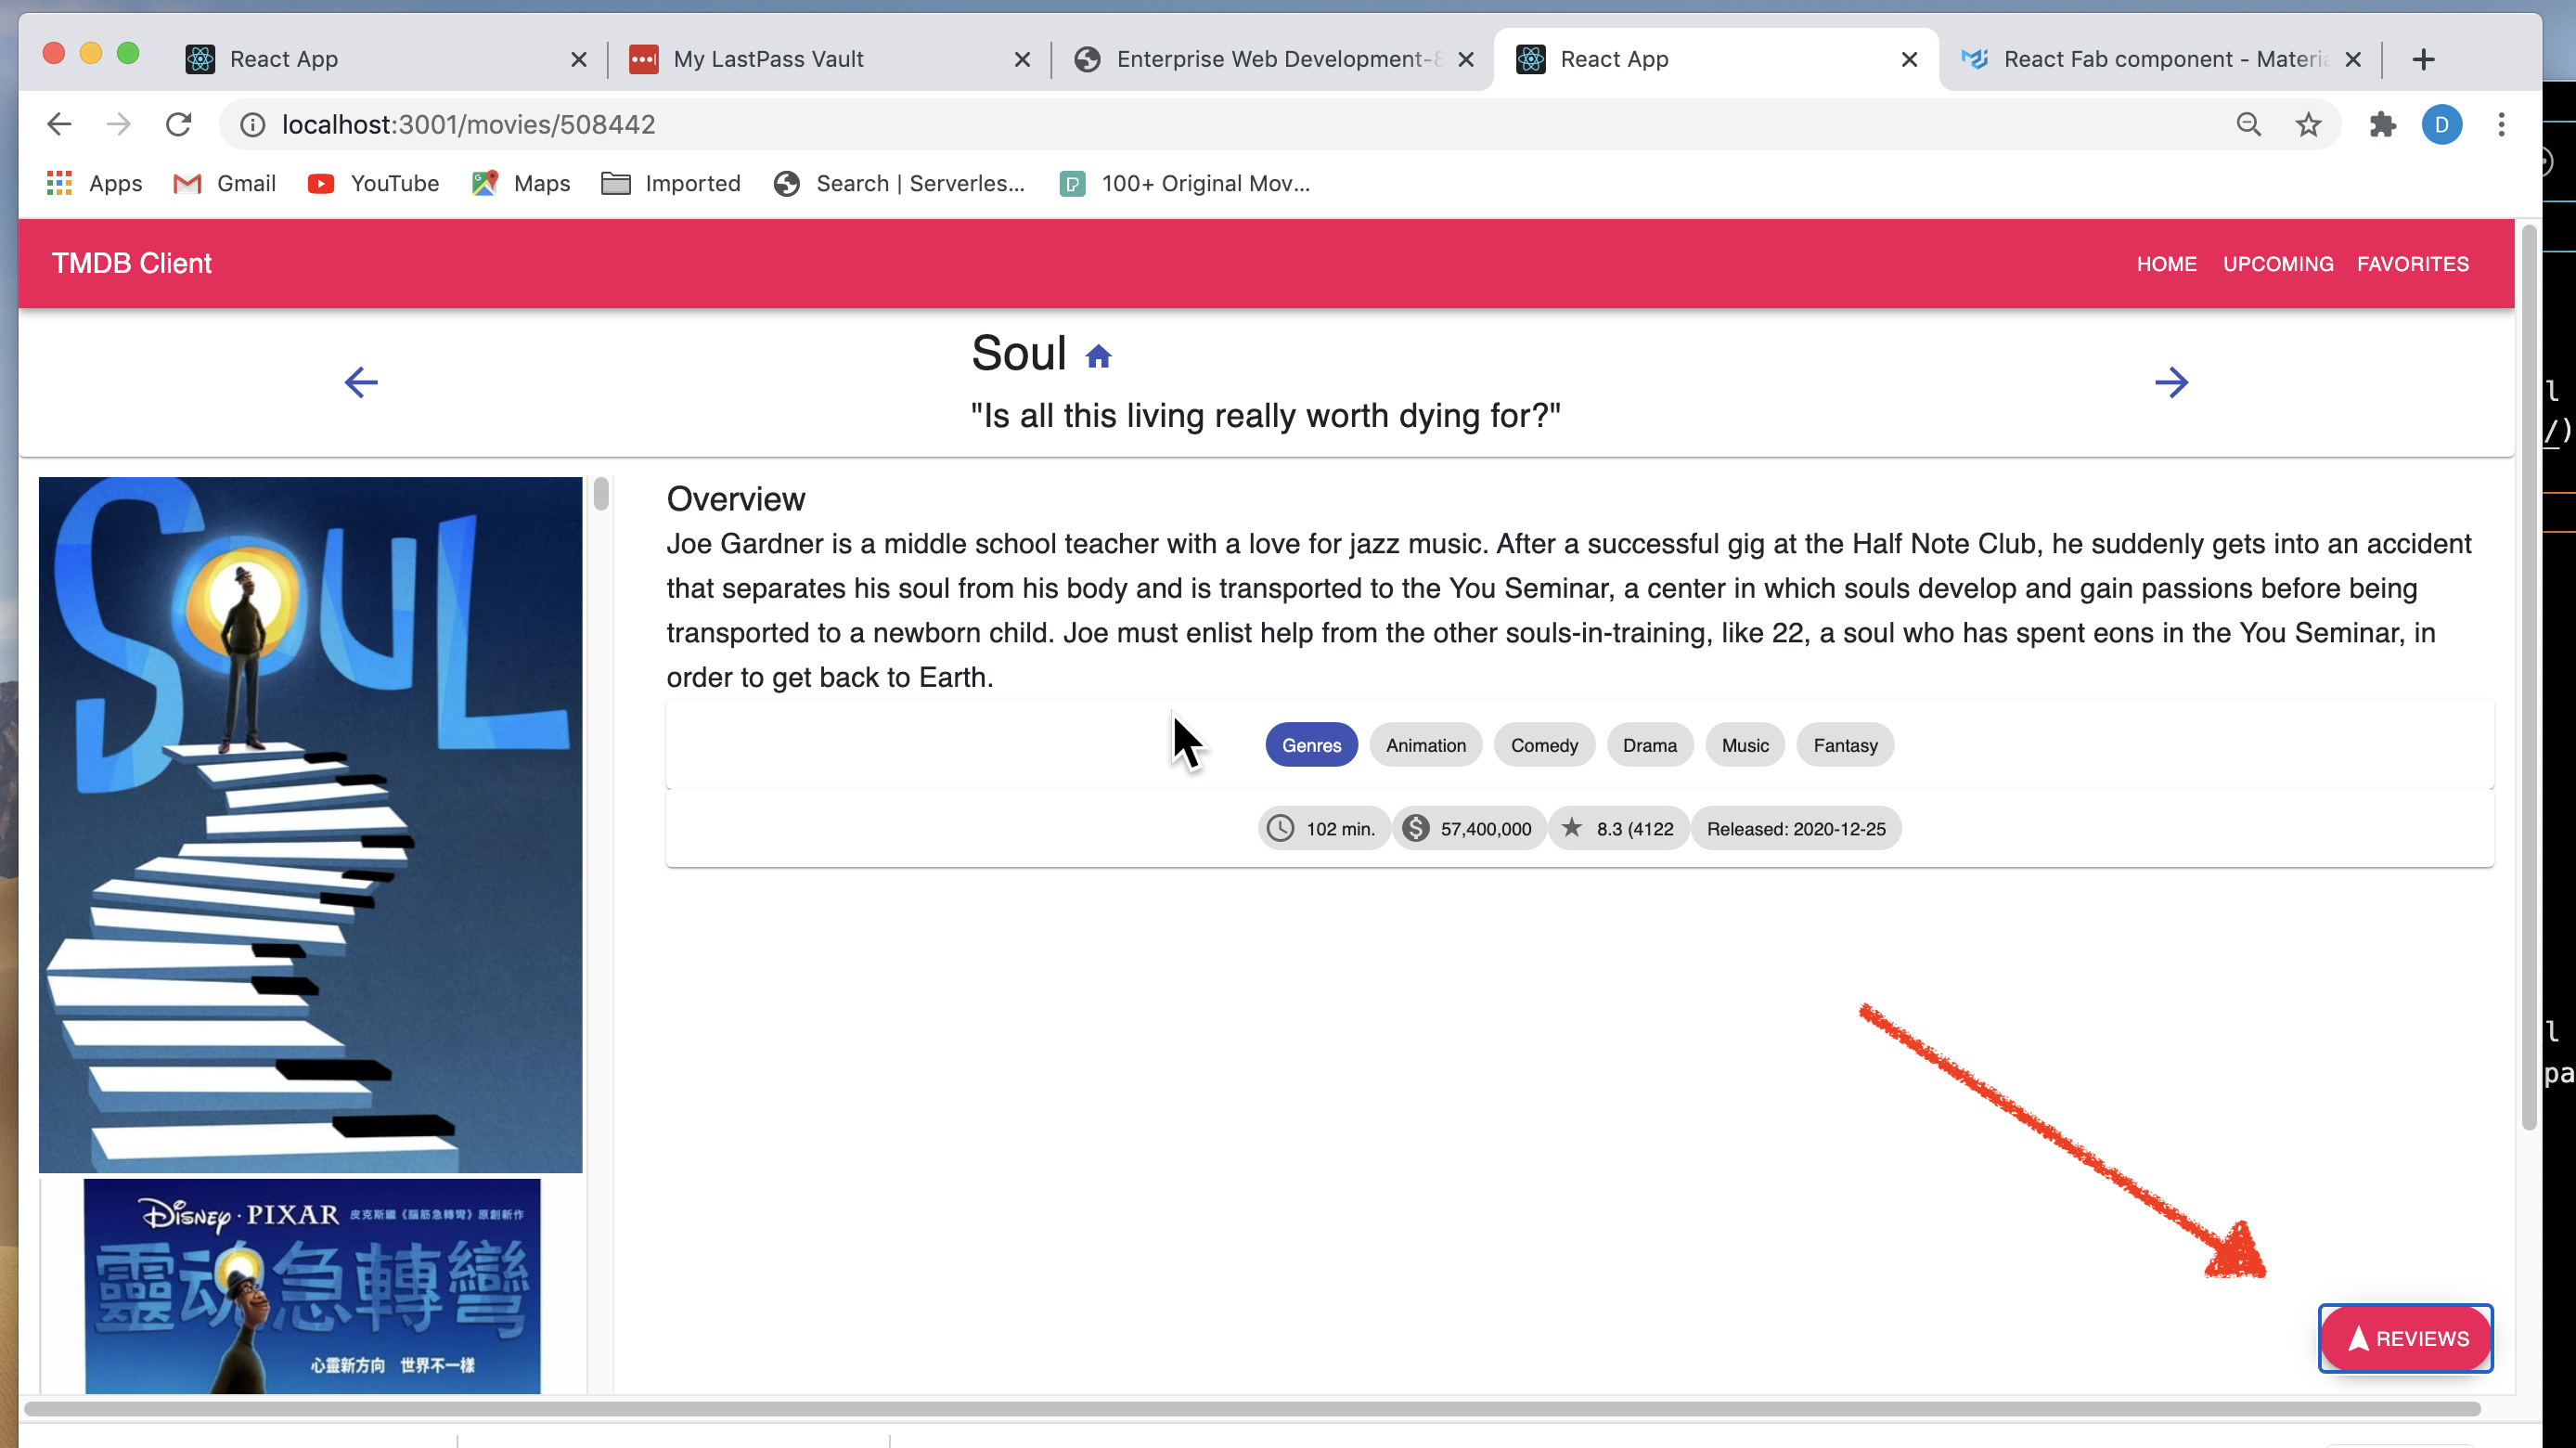 React App
My LastPass Vault
Enterprise Web Development-
React App
React Fab component - Materia
localhost:3001/movies/508442
D
Apps
Gmail
YouTube
Maps
Imported
Search | Serverless...
100+ Original Mov...
TMDB Client
HOME
UPCOMING
FAVORITES
Soul
"Is all this living really worth dying for?"
SOUL
Overview
Joe Gardner is a middle school teacher with a love for jazz music. After a successful gig at the Half Note Club, he suddenly gets into an accident
that separates his soul from his body and is transported to the You Seminar, a center in which souls develop and gain passions before being
transported to a newborn child. Joe must enlist help from the other souls-in-training, like 22, a soul who has spent eons in the You Seminar, in
order to get back to Earth.
Genres
Animation
Comedy
Drama
Music
Fantasy
102 min.
57,400,000
8.3 (4122
Released: 2020-12-25
Disney · PIXAR 皮克斯繼《腦筋急轉彎》原創新作
靈魂急轉彎
心靈新方向 世界不一樣
REVIEWS
l
/)
l
pa